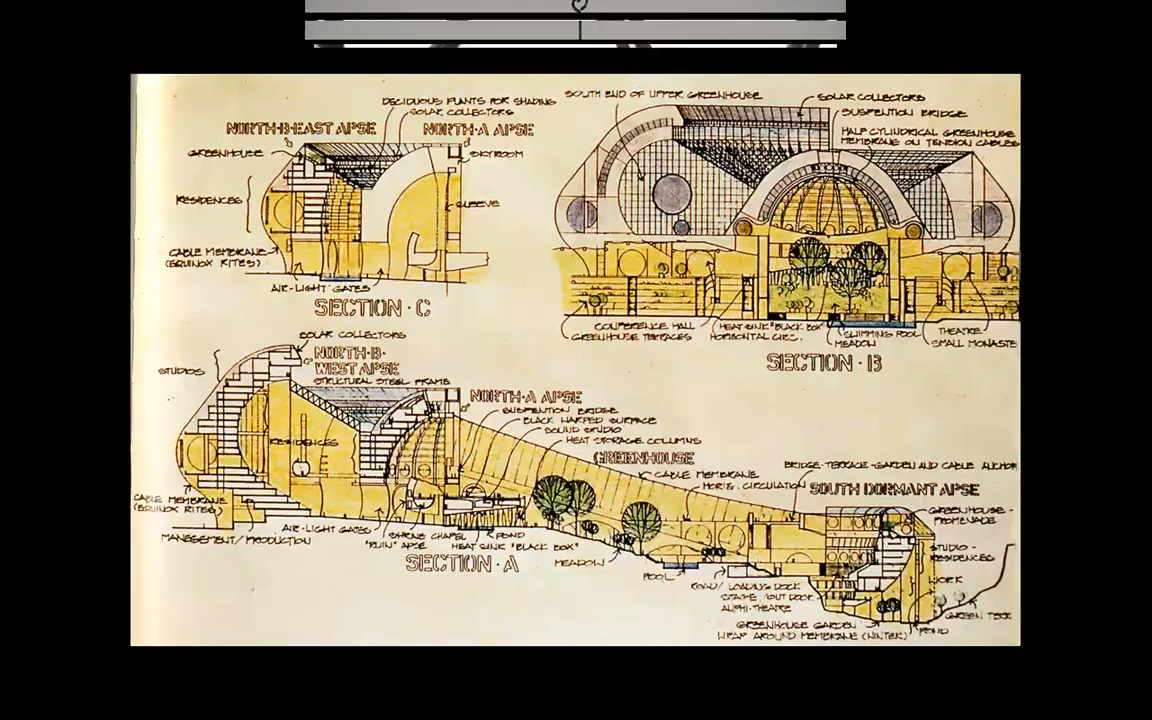 DECIDUOUS PLANTS FOR SHADING
SOLAR COLLECTORS
NORTH-B-EAST APSE
NORTH·A APSE
GREENHOUSE
SKYROOM
RESIDENCES
SLEEVE
CABLE MEMBRANE
(EQUINOX RITES)
AIR-LIGHT GATES
SECTION·C
SOUTH END OF UPPER GREENHOUSE
SOLAR COLLECTORS
SUSPENTION BRIDGE
HALF CYLINDRICAL GREENHOUSE
MEMBRANE ON TENSION CABLES
CONFERENCE HALL
GREENHOUSE TERRACES
HEAT SINK "BLACK BOX"
HORIZONTAL CIRC.
SWIMMING POOL
MEADOW
THEATRE
SMALL MONASTE
SECTION·B
SOLAR COLLECTORS
STUDIOS
NORTH·B·
WEST APSE
STRUCTURAL STEEL FRAME
NORTH·A APSE
SUSPENTION BRIDGE
BLACK WARPED SURFACE
SOUND STUDIO
HEAT STORAGE COLUMNS
RESIDENCES
GREENHOUSE
CABLE MEMBRANE
HORIZ. CIRCULATION
BRIDGE-TERRACE-GARDEN AND CABLE ANCHOR
SOUTH DORMANT APSE
GREENHOUSE-
PROMENADE
STUDIO-
RESIDENCES
WORK
CABLE MEMBRANE
(EQUINOX RITES)
MANAGEMENT/PRODUCTION
AIR-LIGHT GATES
SHRINE CHAPEL
"RUIN" APSE
POND
HEAT SINK "BLACK BOX"
SECTION·A
MEADOW
POOL
ROAD/LOADING DOCK
STAGE, OUT DOOR
AMPHI-THEATRE
GREENHOUSE GARDEN
WRAP AROUND MEMBRANE (WINTER)
POND
GREEN